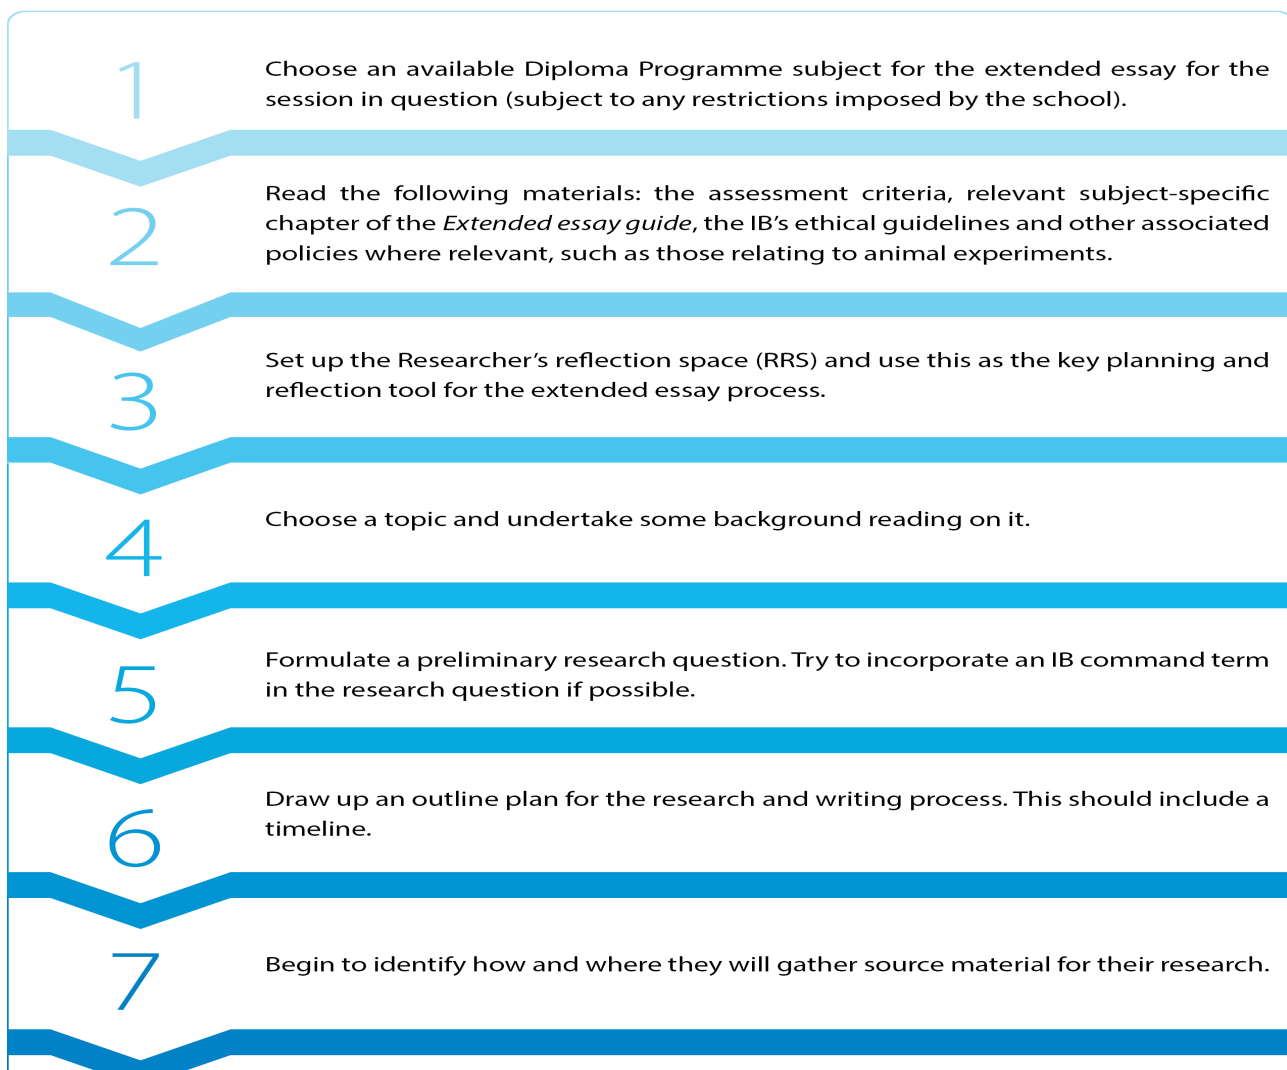 1
Choose an available Diploma Programme subject for the extended essay for the
session in question (subject to any restrictions imposed by the school).
2
Read the following materials: the assessment criteria, relevant subject-specific
chapter of the Extended essay guide, the IB’s ethical guidelines and other associated
policies where relevant, such as those relating to animal experiments.
3
Set up the Researcher’s reflection space (RRS) and use this as the key planning and
reflection tool for the extended essay process.
4
Choose a topic and undertake some background reading on it.
5
Formulate a preliminary research question. Try to incorporate an IB command term
in the research question if possible.
6
Draw up an outline plan for the research and writing process. This should include a
timeline.
7
Begin to identify how and where they will gather source material for their research.